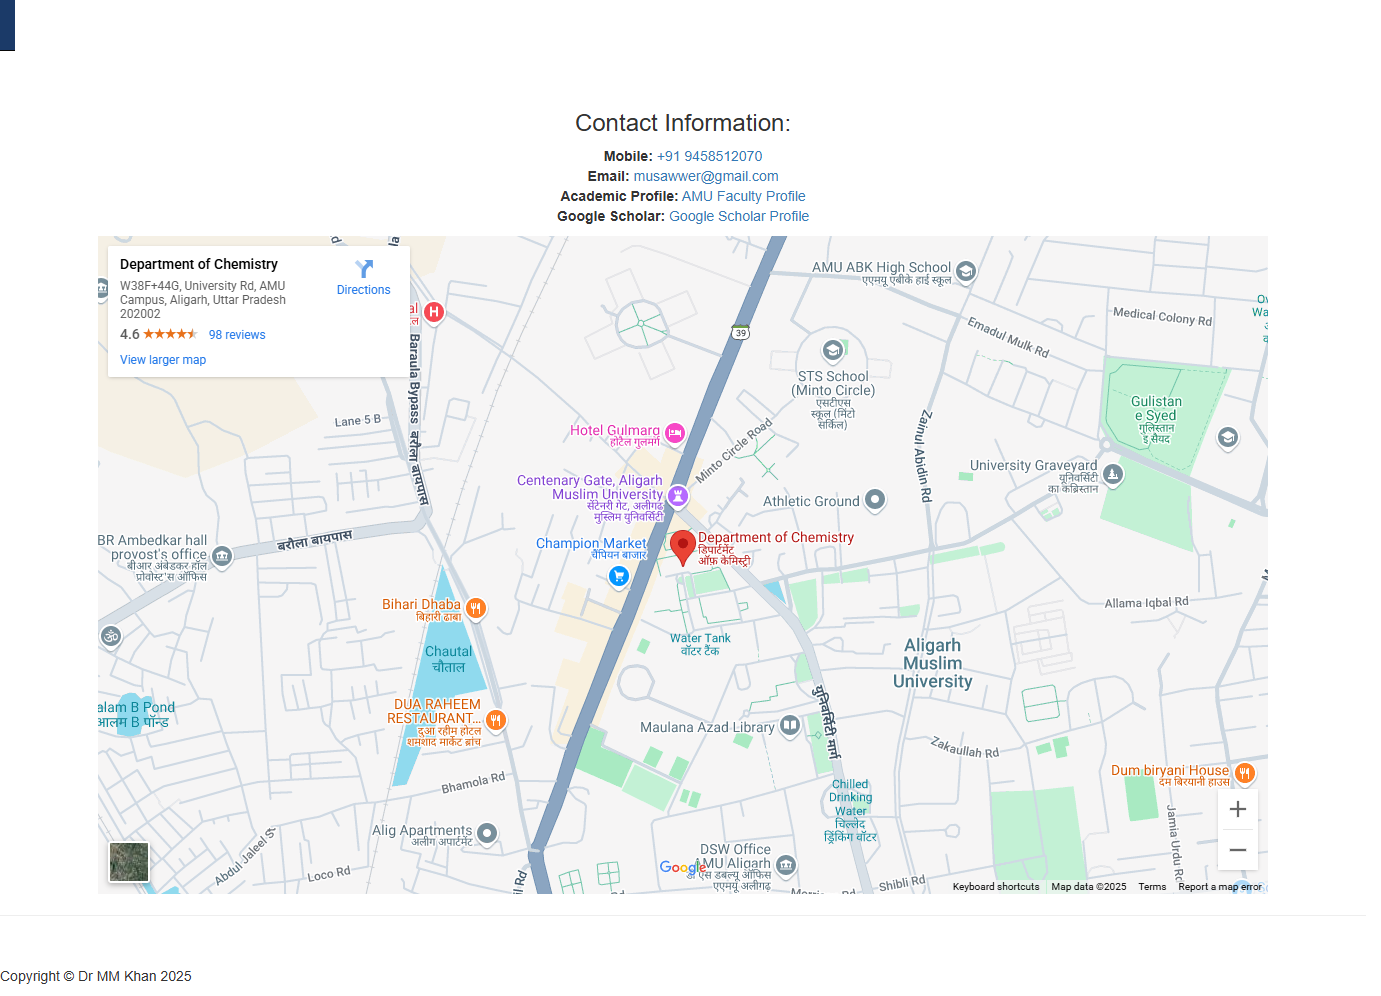 Contact Information:
Mobile: +91 9458512070
Email: musawwer@gmail.com
Academic Profile: AMU Faculty Profile
Google Scholar: Google Scholar Profile
Department of Chemistry
W38F+44G, University Rd, AMU
Campus, Aligarh, Uttar Pradesh
202002
4.6 98 reviews
View larger map
Directions
AMU ABK High School
एएमयू एबीके हाई स्कूल
Medical Colony Rd
Emadul Mulk Rd
39
STS School
(Minto Circle)
एसटीएस
स्कूल (मिंटो
सर्किल)
Baraula Bypass बरौला बायपास
Lane 5 B
Hotel Gulmarg
होटल गुलमर्ग
Minto Circle Road
Zainul Abidin Rd
Gulistan
e Syed
गुलिस्तान
इ सैयद
University Graveyard
यूनिवर्सिटी
का कब्रिस्तान
Centenary Gate, Aligarh
Muslim University
सेंटेनरी गेट, अलीगढ़
मुस्लिम युनिवर्सिटी
Athletic Ground
BR Ambedkar hall
provost's office
बीआर अंबेडकर हॉल
प्रोवोस्ट'स ऑफिस
बरौला बायपास
Champion Market
चैंपियन बाजार
Department of Chemistry
डिपार्टमेंट
ऑफ़ केमिस्ट्री
Bihari Dhaba
बिहारी ढाबा
Allama Iqbal Rd
Water Tank
वॉटर टैंक
Chautal
चौताल
Aligarh
Muslim
University
alam B Pond
आलम B पॉन्ड
DUA RAHEEM
RESTAURANT...
दुआ रहीम होटल
शमशाद मार्केट ब्रांच
यूनिवर्सिटी मार्ग
Maulana Azad Library
Zakaullah Rd
Dum biryani House
दम बिरयानी हाउस
Bhamola Rd
Chilled
Drinking
Water
चिल्लेद
ड्रिंकिंग वॉटर
Jamia Urdu Rd
Alig Apartments
अलीग अपार्टमेंट
Abdul Jaleel St
Loco Rd
DSW Office
AMU Aligarh
डी एस डबल्यू ऑफिस
एएमयू अलीगढ़
Shibli Rd
Google
Keyboard shortcuts Map data ©2025 Terms Report a map error
Copyright © Dr MM Khan 2025